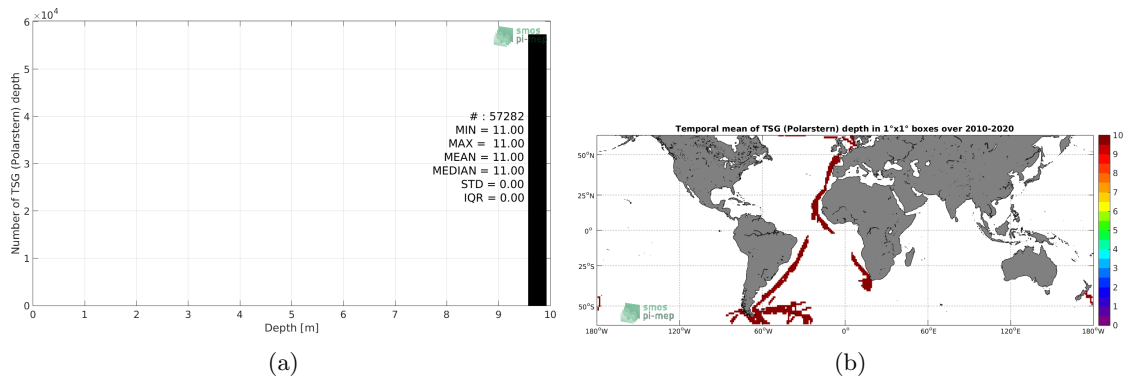 ×10⁴
6
5
4
3
2
1
0
Number of TSG (Polarstern) depth
smos
pi-mep
# : 57282
MIN = 11.00
MAX = 11.00
MEAN = 11.00
MEDIAN = 11.00
STD = 0.00
IQR = 0.00
0 1 2 3 4 5 6 7 8 9 10
Depth [m]
(a)
Temporal mean of TSG (Polarstern) depth in 1°x1° boxes over 2010-2020
50°N
25°N
0°
25°S
50°S
smos
pi-mep
180°W 120°W 60°W 0° 60°E 120°E 180°W
10
9
8
7
6
5
4
3
2
1
0
(b)